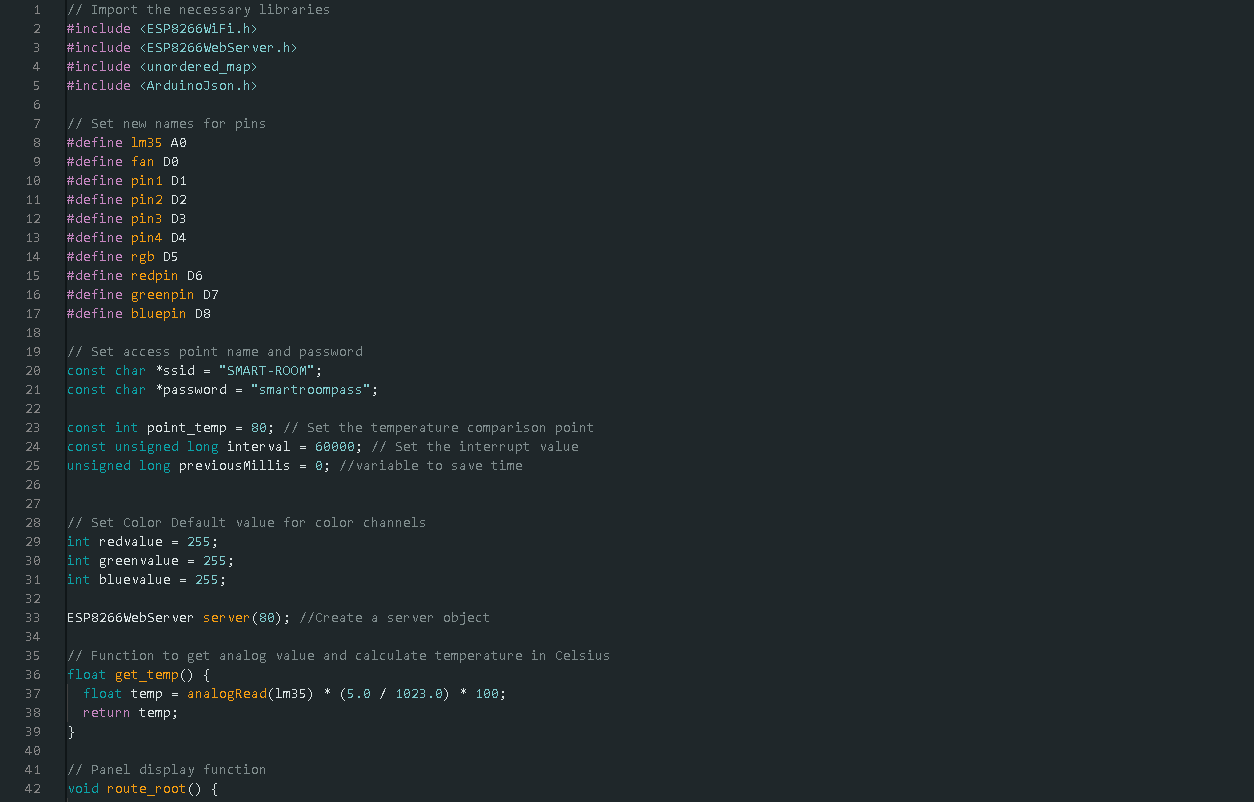 1 // Import the necessary libraries
2 #include <ESP8266WiFi.h>
3 #include <ESP8266WebServer.h>
4 #include <unordered_map>
5 #include <ArduinoJson.h>
6
7 // Set new names for pins
8 #define lm35 A0
9 #define fan D0
10 #define pin1 D1
11 #define pin2 D2
12 #define pin3 D3
13 #define pin4 D4
14 #define rgb D5
15 #define redpin D6
16 #define greenpin D7
17 #define bluepin D8
18
19 // Set access point name and password
20 const char *ssid = "SMART-ROOM";
21 const char *password = "smartroompass";
22
23 const int point_temp = 80; // Set the temperature comparison point
24 const unsigned long interval = 60000; // Set the interrupt value
25 unsigned long previousMillis = 0; //variable to save time
26
27
28 // Set Color Default value for color channels
29 int redvalue = 255;
30 int greenvalue = 255;
31 int bluevalue = 255;
32
33 ESP8266WebServer server(80); //Create a server object
34
35 // Function to get analog value and calculate temperature in Celsius
36 float get_temp() {
37   float temp = analogRead(lm35) * (5.0 / 1023.0) * 100;
38   return temp;
39 }
40
41 // Panel display function
42 void route_root() {